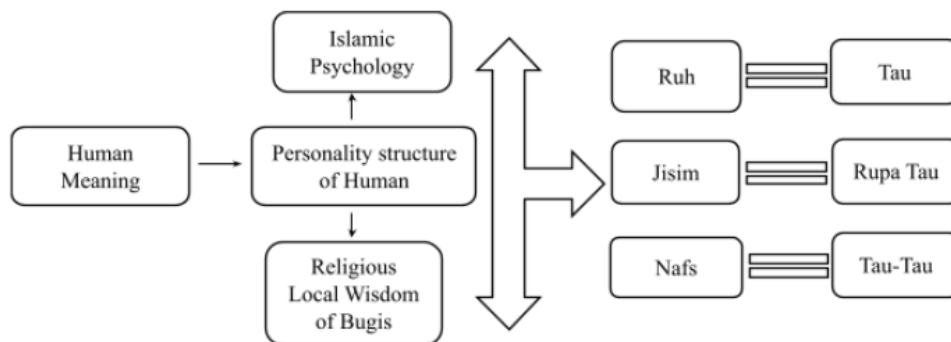 Islamic
Psychology
Human
Meaning
Personality structure
of Human
Religious
Local Wisdom
of Bugis
Ruh
Tau
Jisim
Rupa Tau
Nafs
Tau-Tau